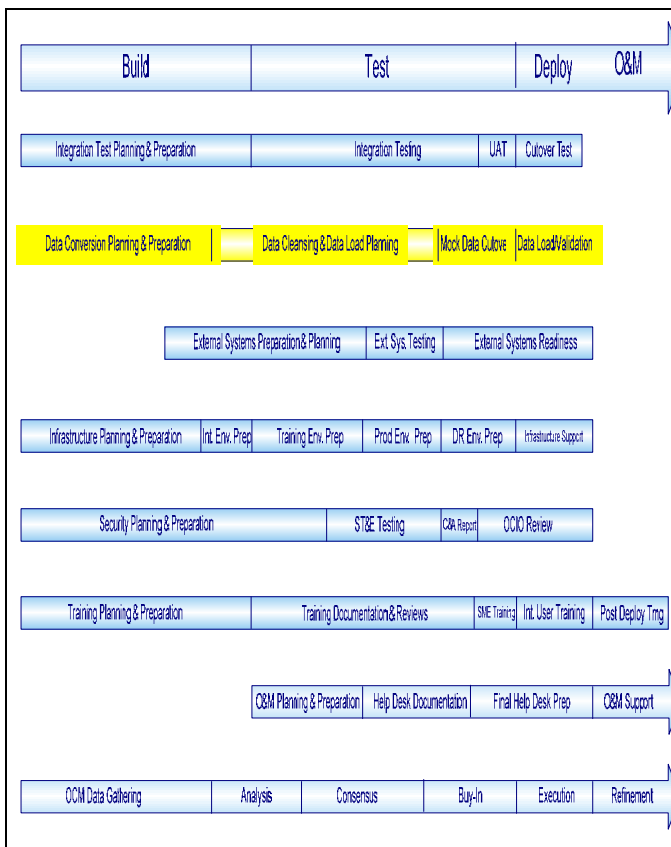 Build Test Deploy O&M
Integration Test Planning & Preparation Integration Testing UAT Cutover Test
Data Conversion Planning & Preparation Data Cleansing & Data Load Planning Mock Data Cutove Data Load/Validation
External Systems Preparation & Planning Ext. Sys. Testing External Systems Readiness
Infrastructure Planning & Preparation Int. Env. Prep Training Env. Prep Prod Env. Prep DR Env. Prep Infrastructure Support
Security Planning & Preparation ST&E Testing C&A Report OCIO Review
Training Planning & Preparation Training Documentation & Reviews SME Training Int. User Training Post Deploy Trng
O&M Planning & Preparation Help Desk Documentation Final Help Desk Prep O&M Support
OCM Data Gathering Analysis Consensus Buy-In Execution Refinement